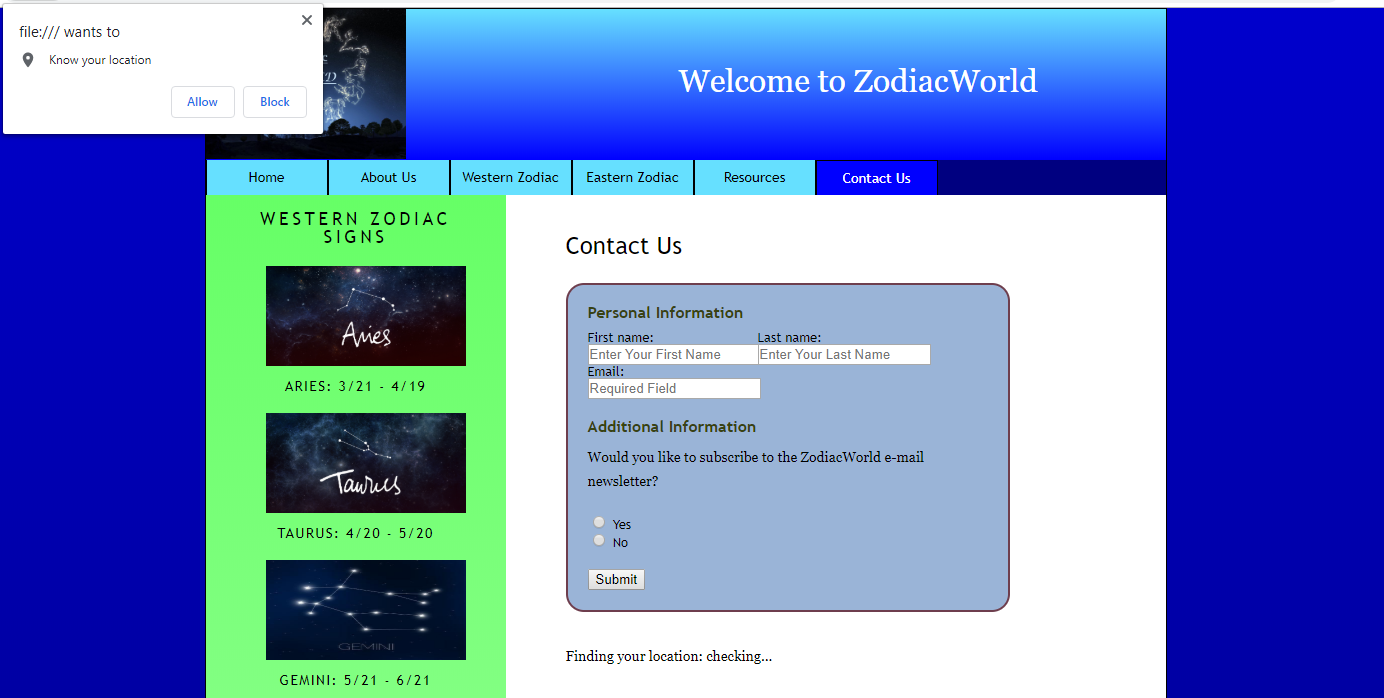 file:/// wants to
Know your location
Allow Block
Welcome to ZodiacWorld
Home About Us Western Zodiac Eastern Zodiac Resources Contact Us
WESTERN ZODIAC
SIGNS
Aries
ARIES: 3/21 - 4/19
Taurus
TAURUS: 4/20 - 5/20
GEMINI
GEMINI: 5/21 - 6/21
Contact Us
Personal Information
First name: Last name:
Enter Your First Name Enter Your Last Name
Email:
Required Field
Additional Information
Would you like to subscribe to the ZodiacWorld e-mail
newsletter?
Yes
No
Submit
Finding your location: checking...